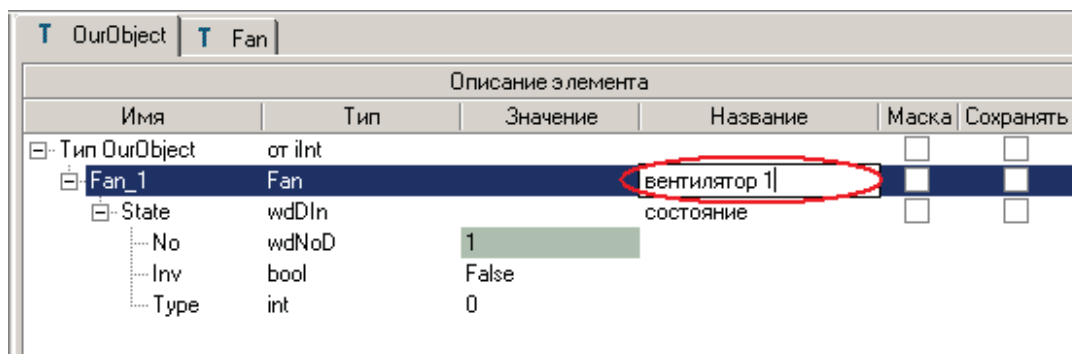 T OurObject T Fan
Описание элемента
Имя Тип Значение Название Маска Сохранять
Тип OurObject от iInt
Fan_1 Fan вентилятор 1
State wdDIn состояние
No wdNoD 1
Inv bool False
Type int 0